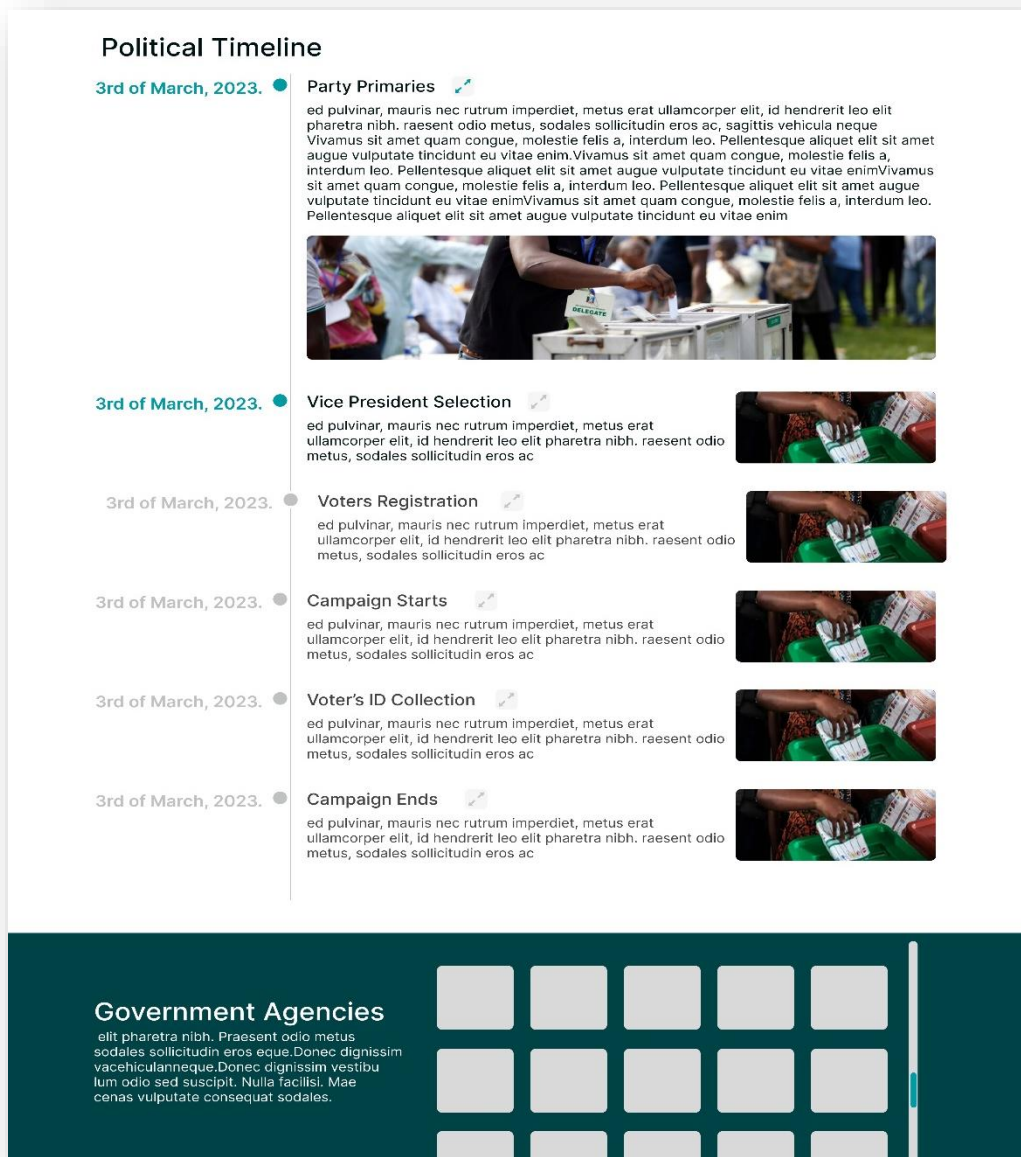 Political Timeline
3rd of March, 2023.
Party Primaries
ed pulvinar, mauris nec rutrum imperdiet, metus erat ullamcorper elit, id hendrerit leo elit
pharetra nibh. raesent odio metus, sodales sollicitudin eros ac, sagittis vehicula neque
Vivamus sit amet quam congue, molestie felis a, interdum leo. Pellentesque aliquet elit sit amet
augue vulputate tincidunt eu vitae enim.Vivamus sit amet quam congue, molestie felis a,
interdum leo. Pellentesque aliquet elit sit amet augue vulputate tincidunt eu vitae enimVivamus
sit amet quam congue, molestie felis a, interdum leo. Pellentesque aliquet elit sit amet augue
vulputate tincidunt eu vitae enimVivamus sit amet quam congue, molestie felis a, interdum leo.
Pellentesque aliquet elit sit amet augue vulputate tincidunt eu vitae enim
DELEGATE
3rd of March, 2023.
Vice President Selection
ed pulvinar, mauris nec rutrum imperdiet, metus erat
ullamcorper elit, id hendrerit leo elit pharetra nibh. raesent odio
metus, sodales sollicitudin eros ac
3rd of March, 2023.
Voters Registration
ed pulvinar, mauris nec rutrum imperdiet, metus erat
ullamcorper elit, id hendrerit leo elit pharetra nibh. raesent odio
metus, sodales sollicitudin eros ac
3rd of March, 2023.
Campaign Starts
ed pulvinar, mauris nec rutrum imperdiet, metus erat
ullamcorper elit, id hendrerit leo elit pharetra nibh. raesent odio
metus, sodales sollicitudin eros ac
3rd of March, 2023.
Voter’s ID Collection
ed pulvinar, mauris nec rutrum imperdiet, metus erat
ullamcorper elit, id hendrerit leo elit pharetra nibh. raesent odio
metus, sodales sollicitudin eros ac
3rd of March, 2023.
Campaign Ends
ed pulvinar, mauris nec rutrum imperdiet, metus erat
ullamcorper elit, id hendrerit leo elit pharetra nibh. raesent odio
metus, sodales sollicitudin eros ac
Government Agencies
elit pharetra nibh. Praesent odio metus
sodales sollicitudin eros eque.Donec dignissim
vacehiculanneque.Donec dignissim vestibu
lum odio sed suscipit. Nulla facilisi. Mae
cenas vulputate consequat sodales.